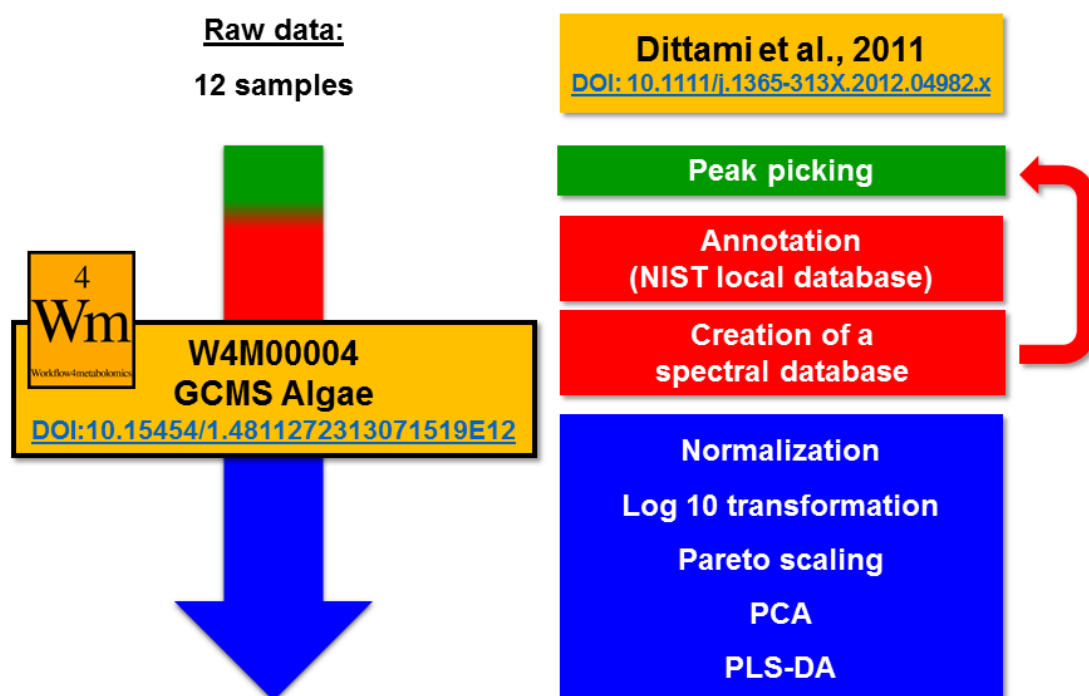 Raw data:
12 samples
Dittami et al., 2011
DOI: 10.1111/j.1365-313X.2012.04982.x
Peak picking
Annotation
(NIST local database)
Creation of a
spectral database
4
Wm
Workflow4metabolomics
W4M00004
GCMS Algae
DOI:10.15454/1.4811272313071519E12
Normalization
Log 10 transformation
Pareto scaling
PCA
PLS-DA